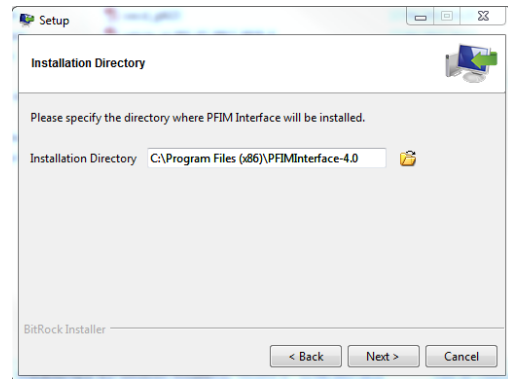 Setup
Installation Directory
Please specify the directory where PFIM Interface will be installed.
Installation Directory C:\Program Files (x86)\PFIMInterface-4.0
BitRock Installer
< Back Next > Cancel